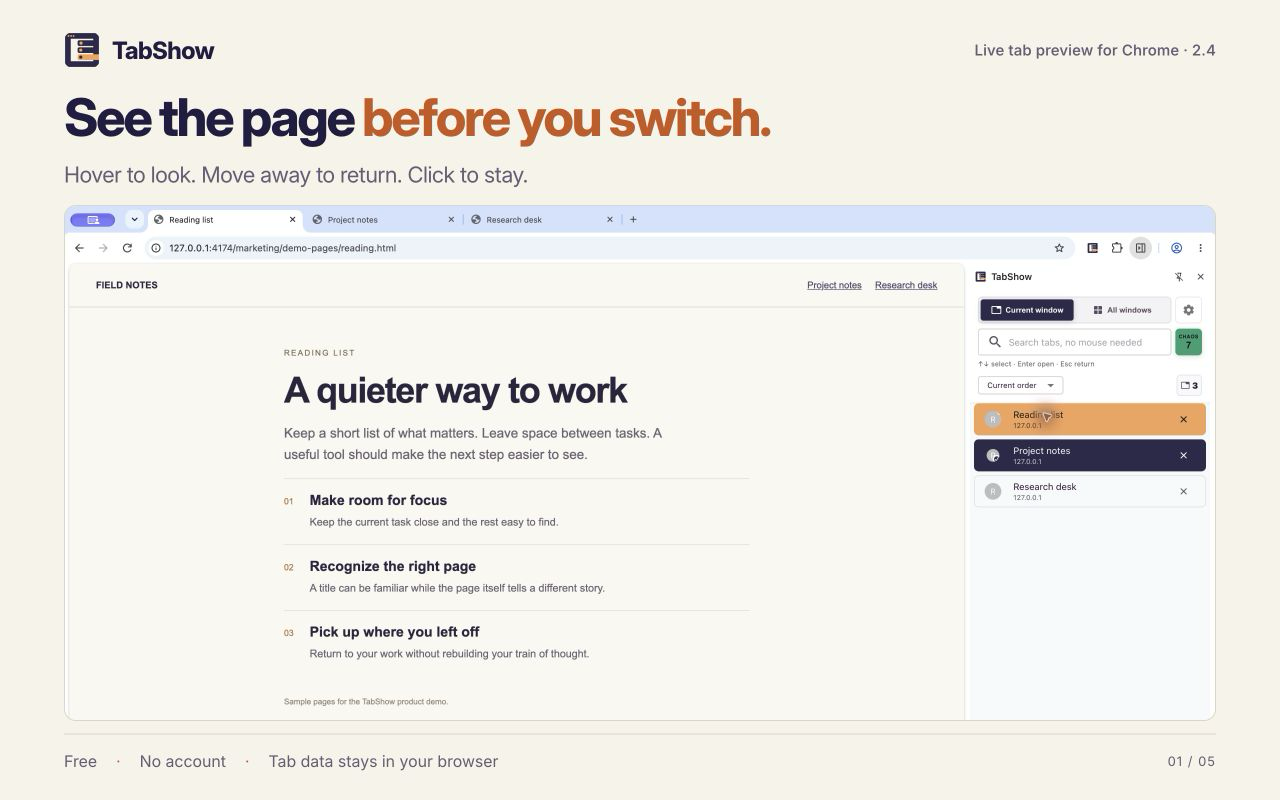 TabShow
Live tab preview for Chrome · 2.4
See the page before you switch.
Hover to look. Move away to return. Click to stay.
Reading list
Project notes
Research desk
127.0.0.1:4174/marketing/demo-pages/reading.html
FIELD NOTES
Project notes
Research desk
READING LIST
A quieter way to work
Keep a short list of what matters. Leave space between tasks. A
useful tool should make the next step easier to see.
01 Make room for focus
Keep the current task close and the rest easy to find.
02 Recognize the right page
A title can be familiar while the page itself tells a different story.
03 Pick up where you left off
Return to your work without rebuilding your train of thought.
Sample pages for the TabShow product demo.
TabShow
Current window
All windows
Search tabs, no mouse needed
CHAOS
7
↑↓ select · Enter open · Esc return
Current order
3
R
Reading list
127.0.0.1
Project notes
127.0.0.1
R
Research desk
127.0.0.1
Free · No account · Tab data stays in your browser
01 / 05